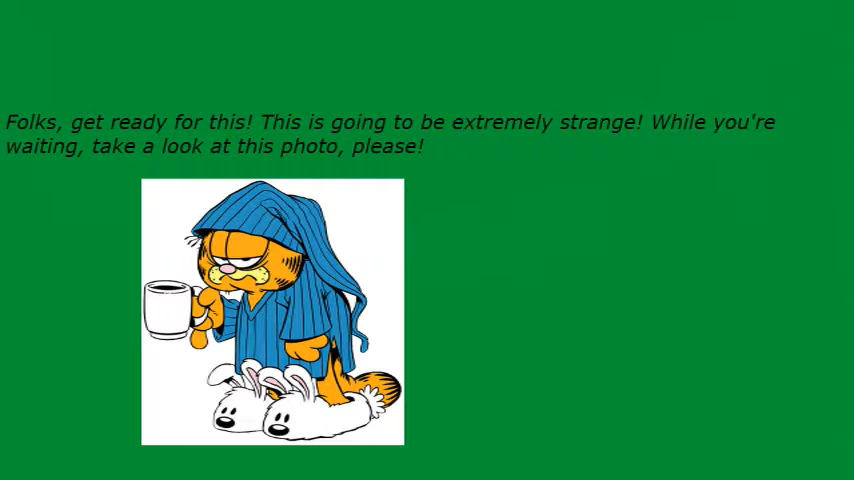 Folks, get ready for this! This is going to be extremely strange! While you're
waiting, take a look at this photo, please!